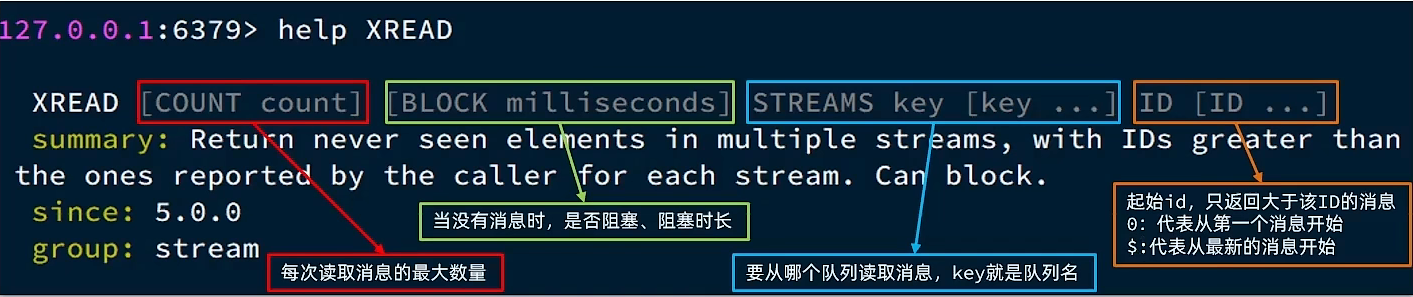 127.0.0.1:6379> help XREAD
XREAD [COUNT count] [BLOCK milliseconds] STREAMS key [key ...] ID [ID ...]
summary: Return never seen elements in multiple streams, with IDs greater than
the ones reported by the caller for each stream. Can block.
since: 5.0.0
group: stream
当没有消息时，是否阻塞、阻塞时长
每次读取消息的最大数量
要从哪个队列读取消息，key就是队列名
起始id，只返回大于该ID的消息
0：代表从第一个消息开始
$:代表从最新的消息开始